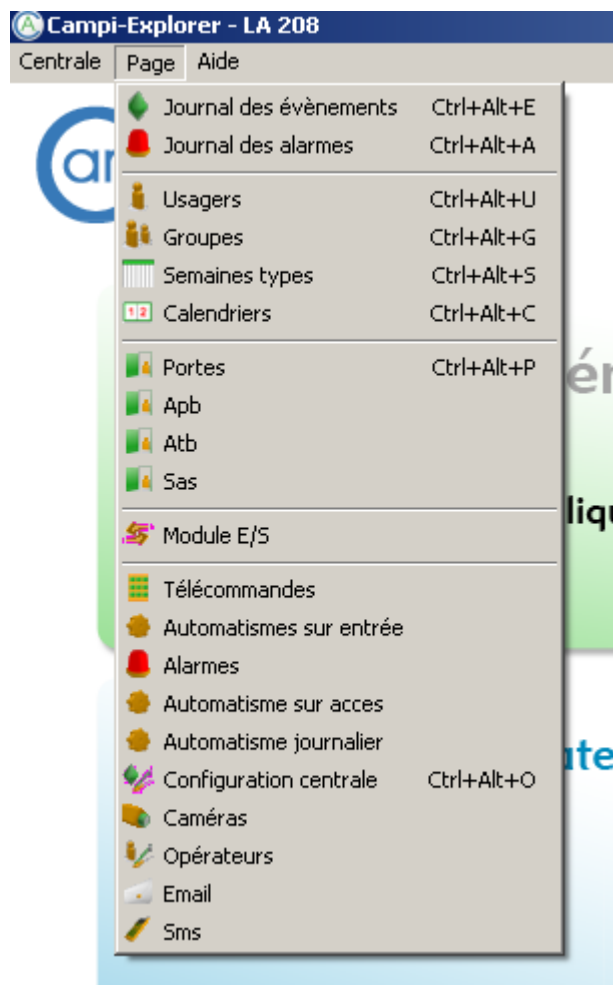 Campi-Explorer - LA 208
Centrale Page Aide
Journal des évènements Ctrl+Alt+E
Journal des alarmes Ctrl+Alt+A
Usagers Ctrl+Alt+U
Groupes Ctrl+Alt+G
Semaines types Ctrl+Alt+S
Calendriers Ctrl+Alt+C
Portes Ctrl+Alt+P
Apb
Atb
Sas
Module E/S
Télécommandes
Automatismes sur entrée
Alarmes
Automatisme sur acces
Automatisme journalier
Configuration centrale Ctrl+Alt+O
Caméras
Opérateurs
Email
Sms